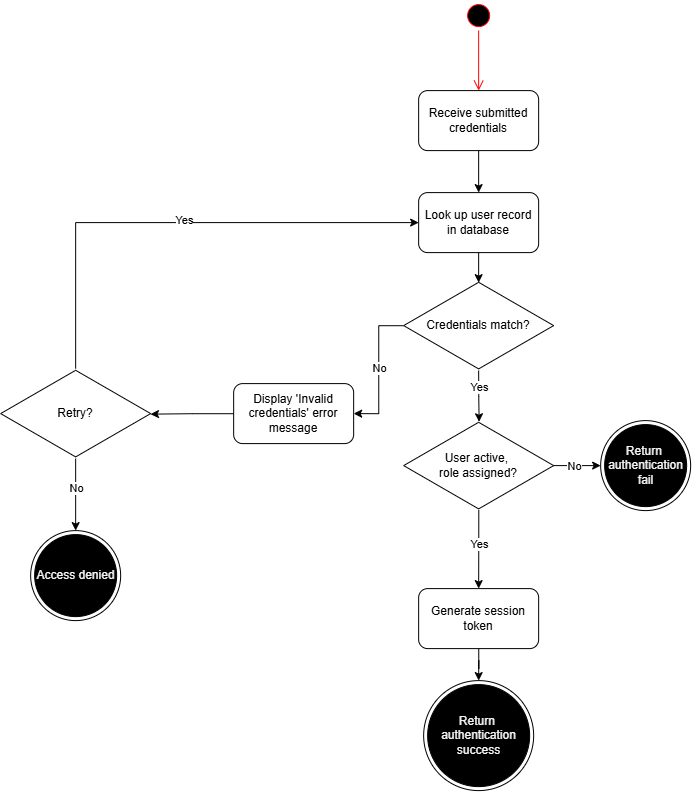 Receive submitted
credentials
Look up user record
in database
Yes
Credentials match?
No
Yes
Display 'Invalid
credentials' error
message
Retry?
User active,
role assigned?
No
Return
authentication
fail
No
Access denied
Yes
Generate session
token
Return
authentication
success